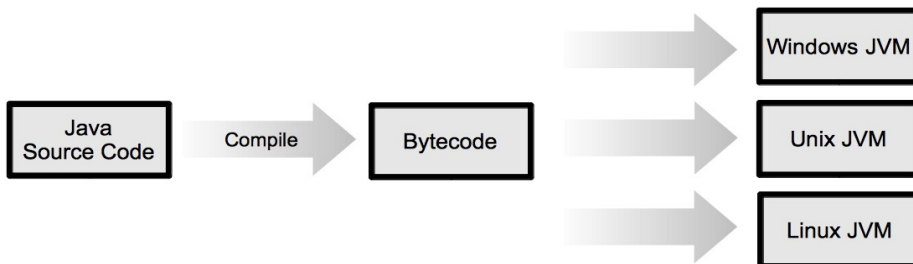 Java
Source Code
Compile
Bytecode
Windows JVM
Unix JVM
Linux JVM